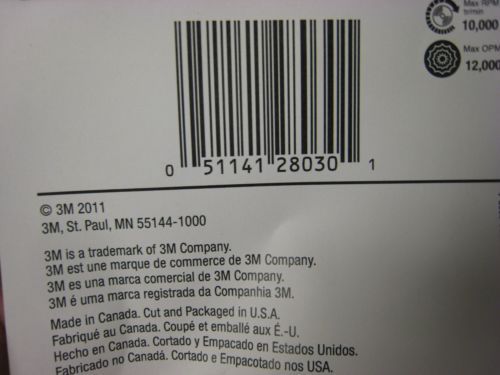 Max RPM
tr/min
10,000
Max OPM
12,000
0 51141 28030 1
© 3M 2011
3M, St. Paul, MN 55144-1000
3M is a trademark of 3M Company.
3M est une marque de commerce de 3M Company.
3M es una marca comercial de 3M Company.
3M é uma marca registrada da Companhia 3M.
Made in Canada. Cut and Packaged in U.S.A.
Fabriqué au Canada. Coupé et emballé aux É.-U.
Hecho en Canada. Cortado y Empacado en Estados Unidos.
Fabricado no Canadá. Cortado e Empacotado nos USA.